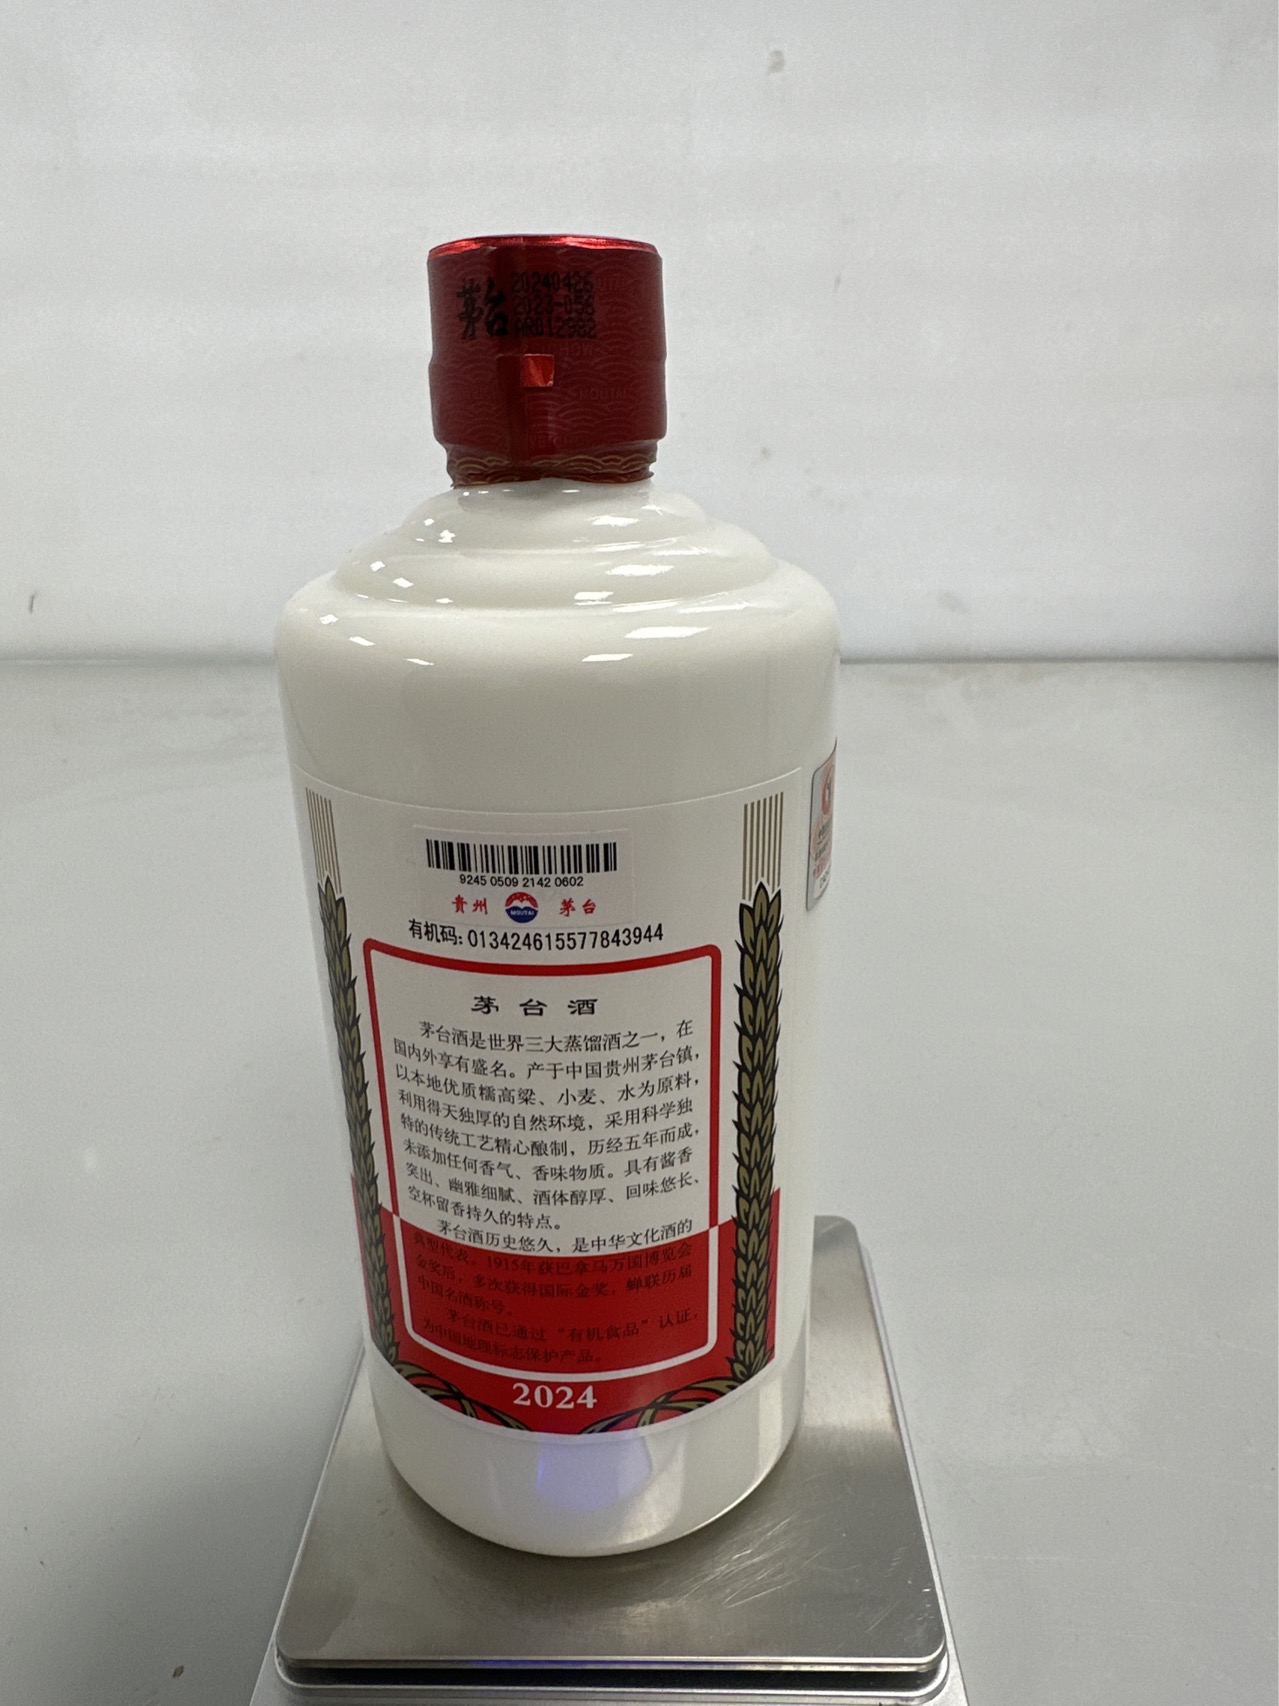 茅台
20240426
2023-056
MOUTAI
9245 0509 2142 0602
貴州 MOUTAI 茅台
有机码：013424615577843944
茅台酒
茅台酒是世界三大蒸馏酒之一，在
国内外享有盛名。产于中国贵州茅台镇，
以本地优质糯高粱、小麦、水为原料，
利用得天独厚的自然环境，采用科学独
特的传统工艺精心酿制，历经五年而成，
未添加任何香气、香味物质。具有酱香
突出、幽雅细腻、酒体醇厚、回味悠长、
空杯留香持久的特点。
茅台酒历史悠久，是中华文化酒的
典型代表。1915年获巴拿马万国博览会
金奖后，多次获得国际金奖，蝉联历届
中国名酒称号。
茅台酒已通过“有机食品”认证，
为中国地理标志保护产品。
2024